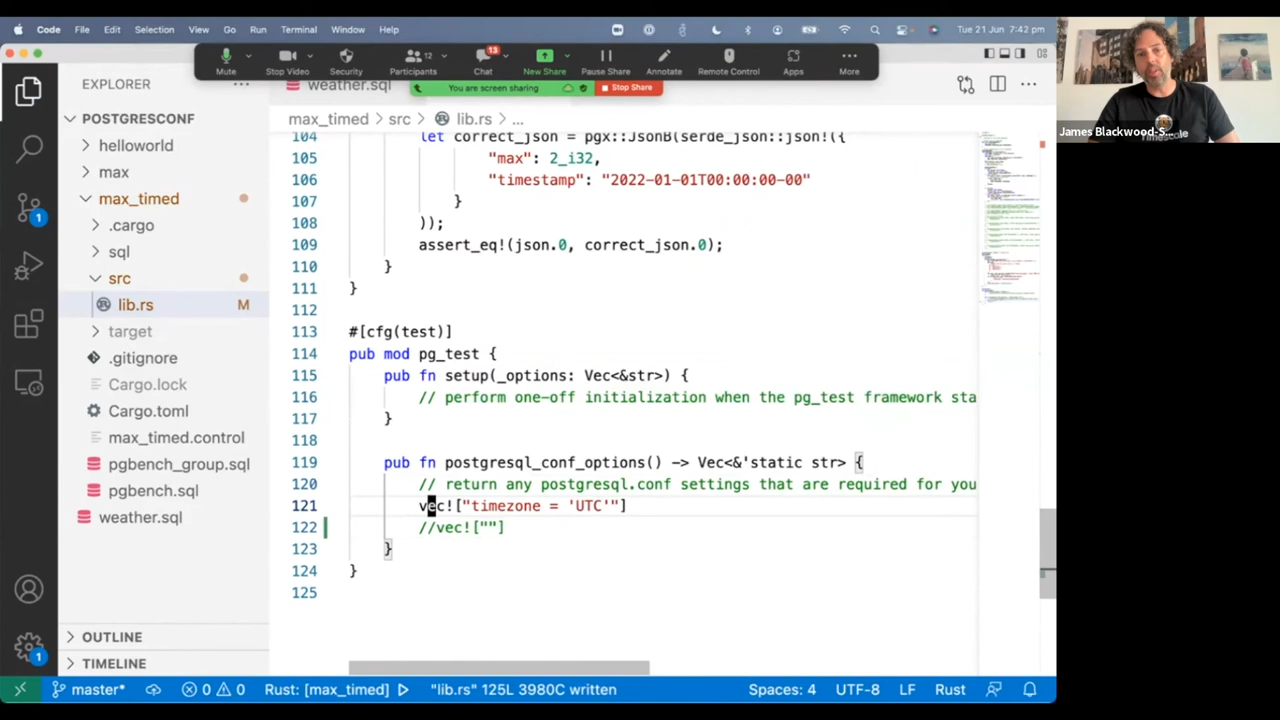 Code File Edit Selection View Go Run Terminal Window Help Tue 21 Jun 7:42 pm
Mute Stop Video Security Participants 12 Chat 13 New Share Pause Share Annotate Remote Control Apps More
You are screen sharing Stop Share
EXPLORER
POSTGRESCONF
helloworld
max
max_timed
.cargo
sql
src
lib.rs M
target
.gitignore
Cargo.lock
Cargo.toml
max_timed.control
pgbench_group.sql
pgbench.sql
weather.sql
OUTLINE
TIMELINE
1
1
weather.sql
max_timed > src > lib.rs > ...
104 let correct_json = pgx::JsonB(serde_json::json!({
105 "max": 2_i32,
106 "timestamp": "2022-01-01T00:00:00-00"
107 }
108 ));
109 assert_eq!(json.0, correct_json.0);
110 }
111 }
112
113 #[cfg(test)]
114 pub mod pg_test {
115 pub fn setup(_options: Vec<&str>) {
116 // perform one-off initialization when the pg_test framework sta
117 }
118
119 pub fn postgresql_conf_options() -> Vec<&'static str> {
120 // return any postgresql.conf settings that are required for you
121 vec!["timezone = 'UTC'"]
122 //vec![""]
123 }
124 }
125
master* 0 0 Rust: [max_timed] "lib.rs" 125L 3980C written Spaces: 4 UTF-8 LF Rust
James Blackwood-S...
Timescale